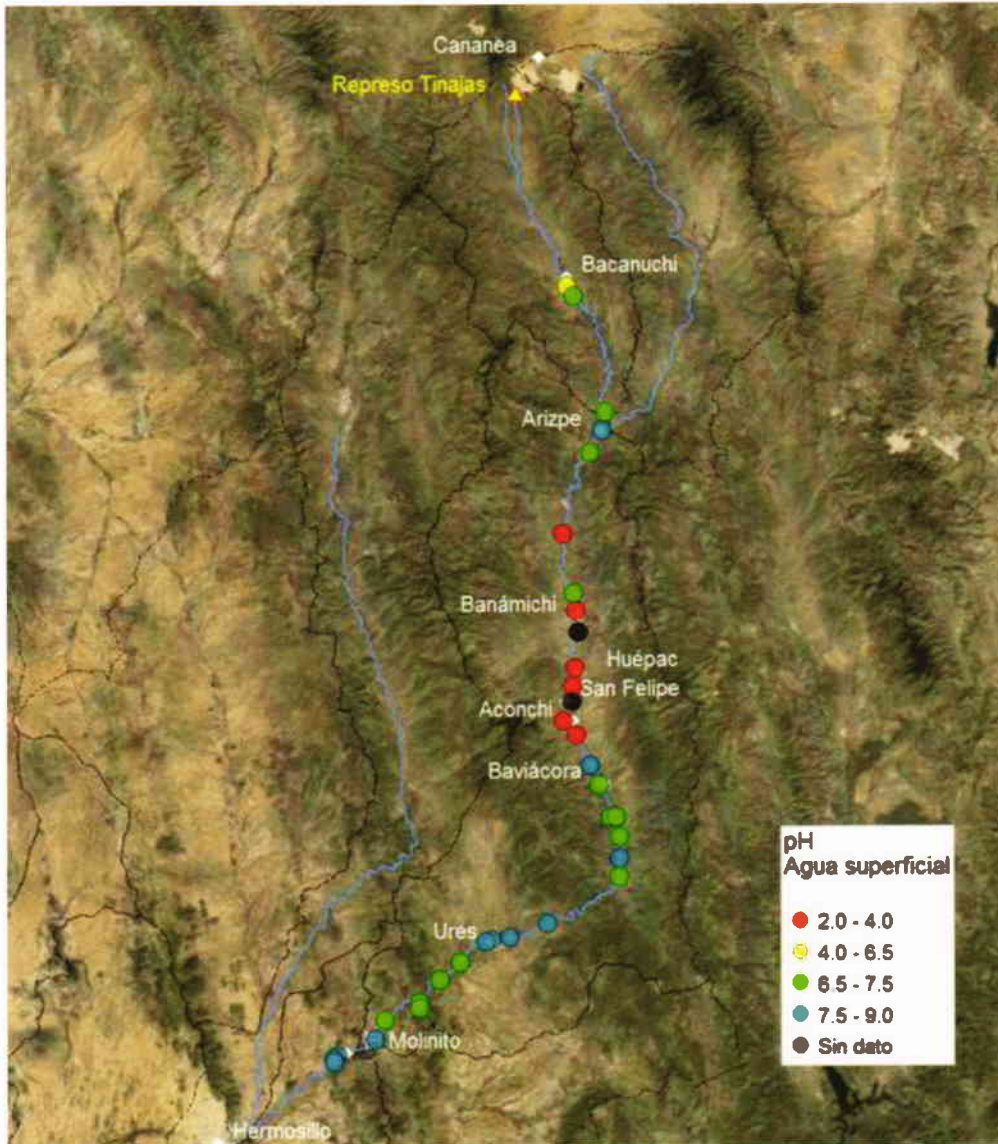 Cananea
Represo Tinajas
Bacanuchi
Arizpe
Banámichi
Huépac
San Felipe
Aconchi
Baviácora
pH
Agua superficial
2.0 - 4.0
4.0 - 6.5
6.5 - 7.5
7.5 - 9.0
Sin dato
Ures
Molinito
Hermosillo